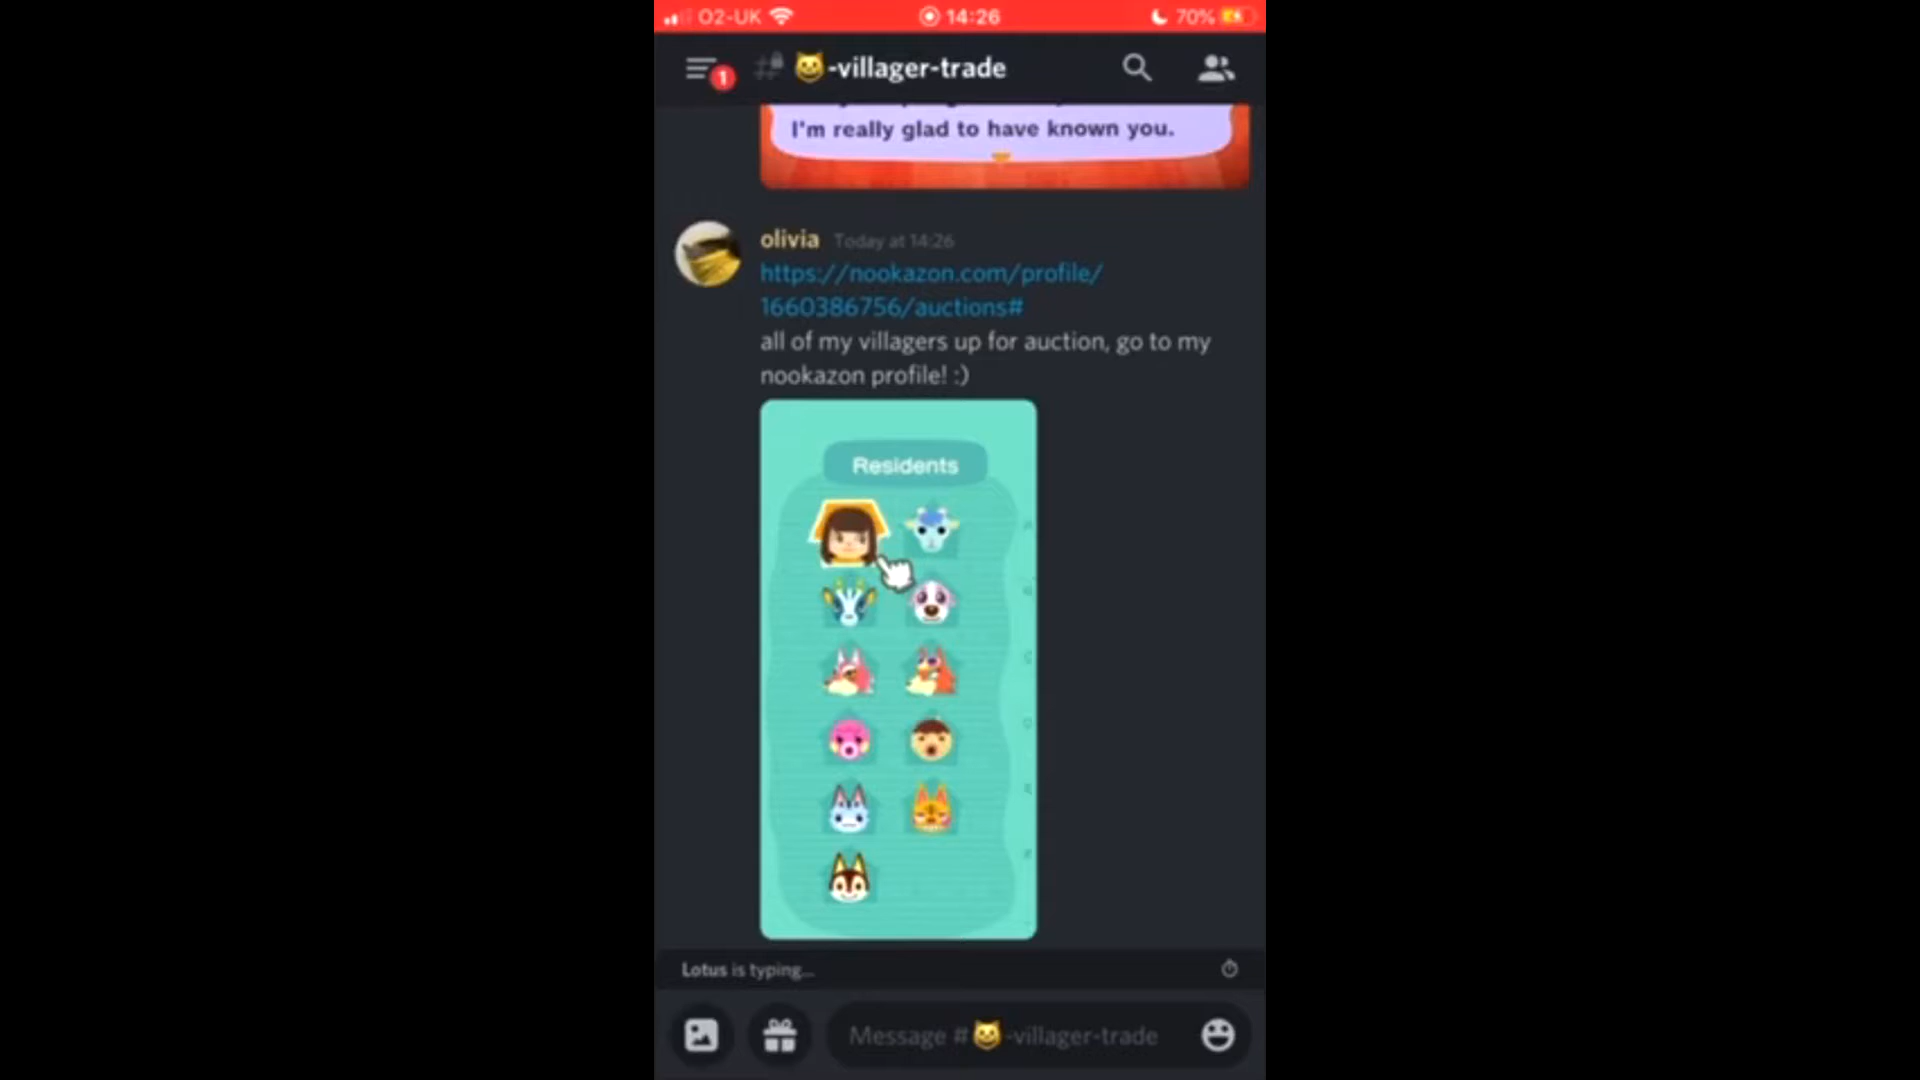 O2-UK 14:26 70%
1
-villager-trade
I'm really glad to have known you.
olivia Today at 14:26
https://nookazon.com/profile/
1660386756/auctions#
all of my villagers up for auction, go to my
nookazon profile! :)
Residents
Lotus is typing...
Message # -villager-trade